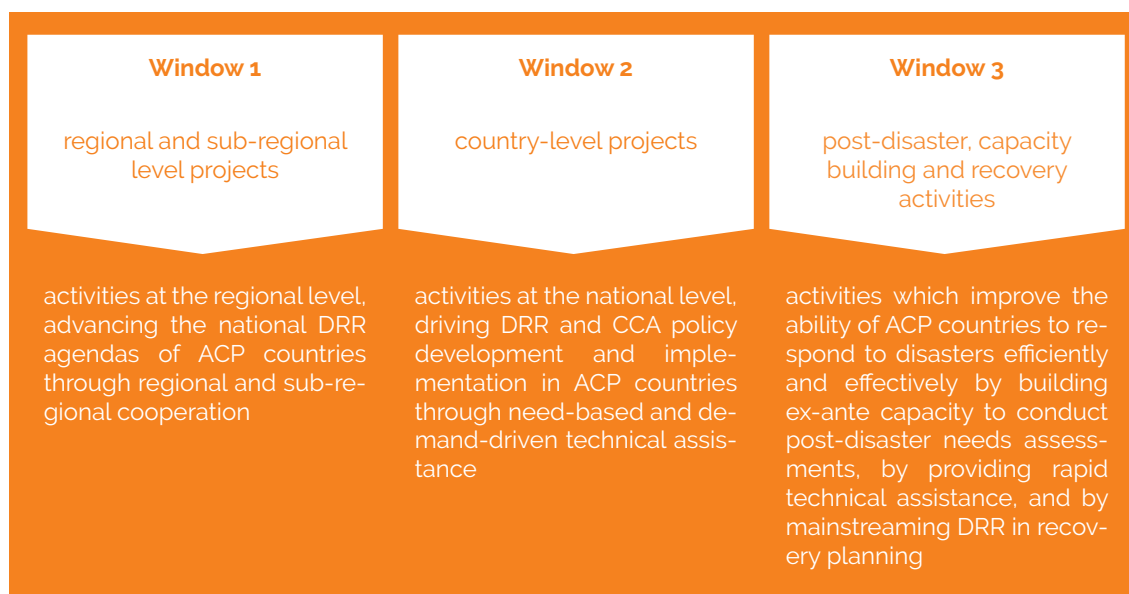 Window 1
regional and sub-regional
level projects
activities at the regional level,
advancing the national DRR
agendas of ACP countries
through regional and sub-re-
gional cooperation
Window 2
country-level projects
activities at the national level,
driving DRR and CCA policy
development and imple-
mentation in ACP countries
through need-based and de-
mand-driven technical assis-
tance
Window 3
post-disaster, capacity
building and recovery
activities
activities which improve the
ability of ACP countries to re-
spond to disasters efficiently
and effectively by building
ex-ante capacity to conduct
post-disaster needs assess-
ments, by providing rapid
technical assistance, and by
mainstreaming DRR in recov-
ery planning